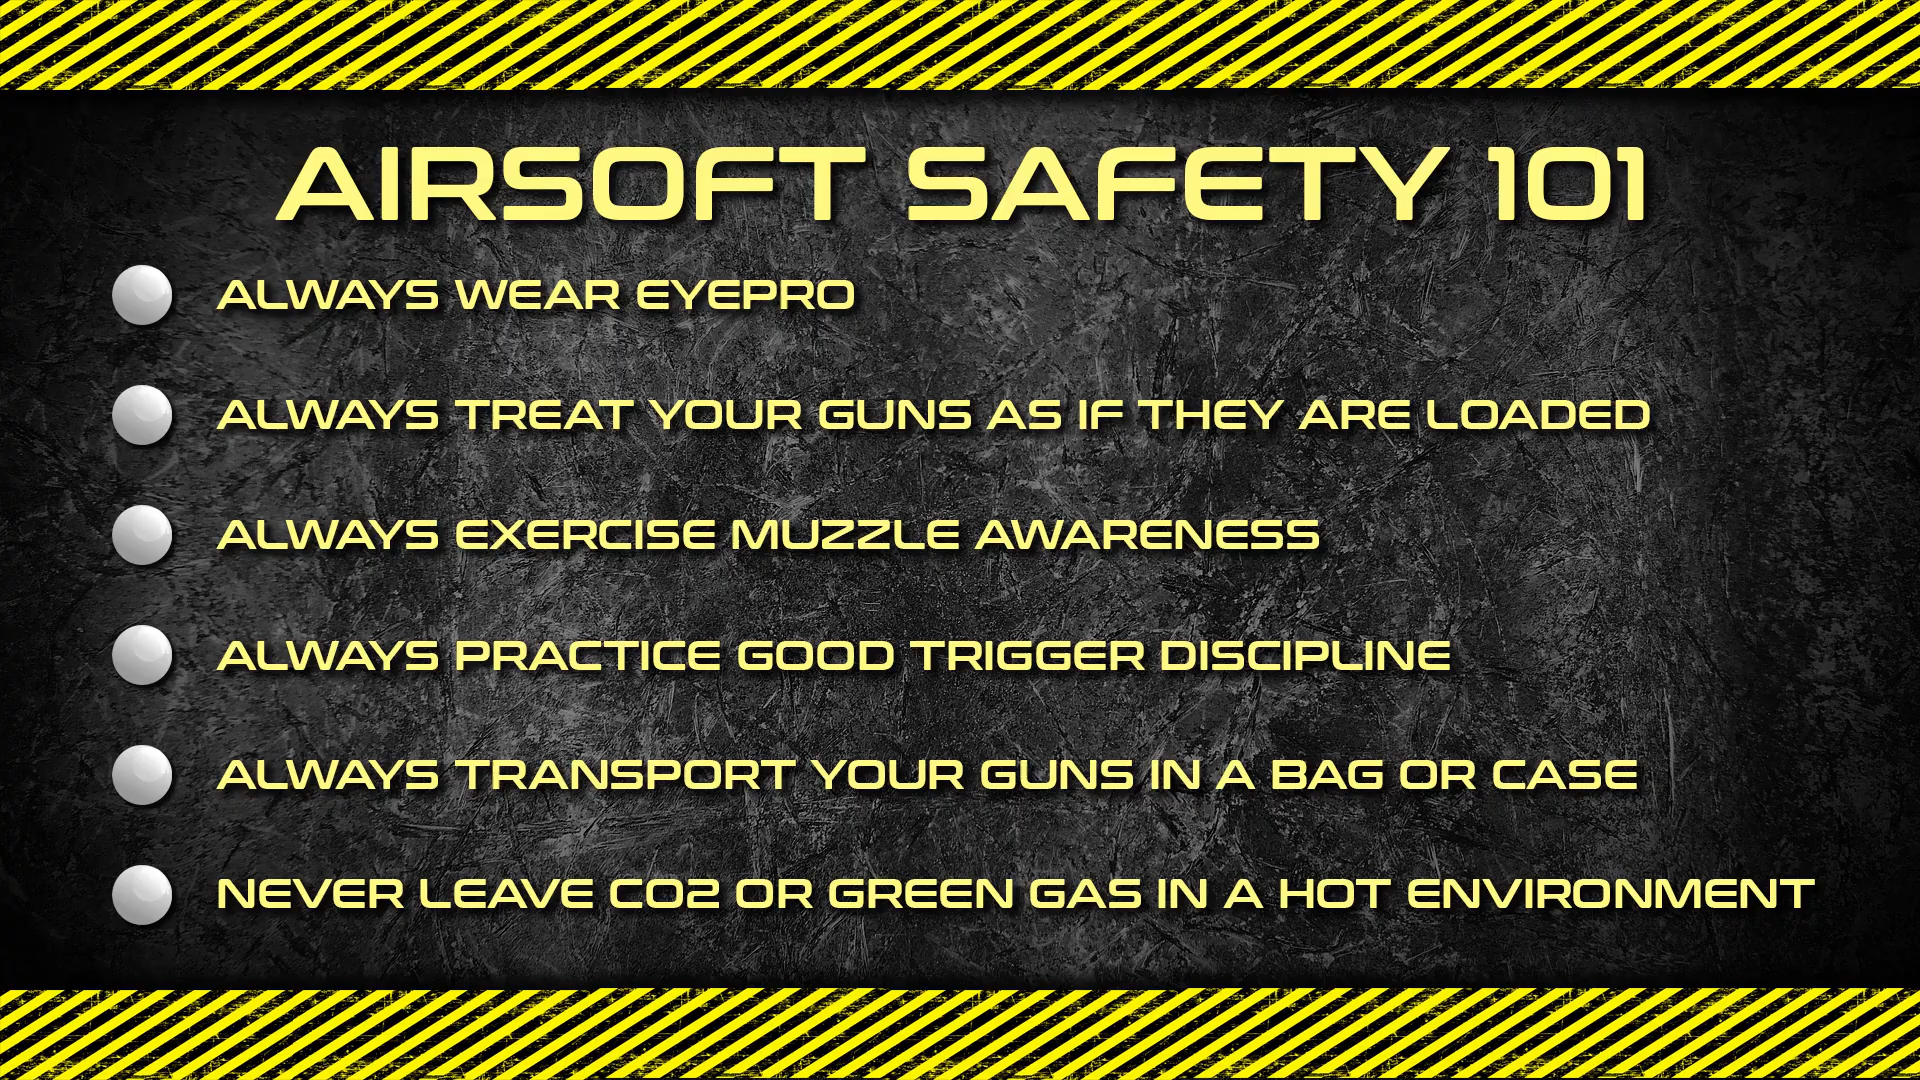 AIRSOFT SAFETY 101
ALWAYS WEAR EYEPRO
ALWAYS TREAT YOUR GUNS AS IF THEY ARE LOADED
ALWAYS EXERCISE MUZZLE AWARENESS
ALWAYS PRACTICE GOOD TRIGGER DISCIPLINE
ALWAYS TRANSPORT YOUR GUNS IN A BAG OR CASE
NEVER LEAVE CO2 OR GREEN GAS IN A HOT ENVIRONMENT